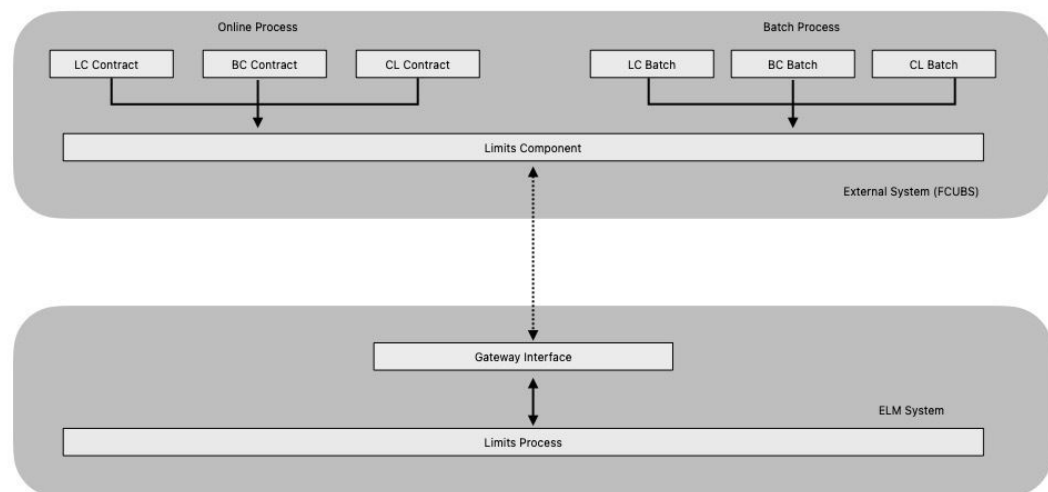 Online Process
Batch Process
LC Contract
BC Contract
CL Contract
LC Batch
BC Batch
CL Batch
Limits Component
External System (FCUBS)
Gateway Interface
ELM System
Limits Process